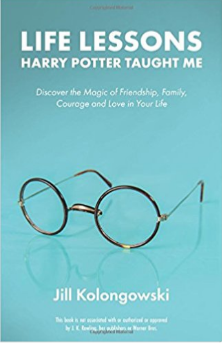 LIFE LESSONS
HARRY POTTER TAUGHT ME
Discover the Magic of Friendship, Family,
Courage and Love in Your Life
Jill Kolongowski
This book is not associated with or authorized or approved
by J. K. Rowling, her publishers or Warner Bros.